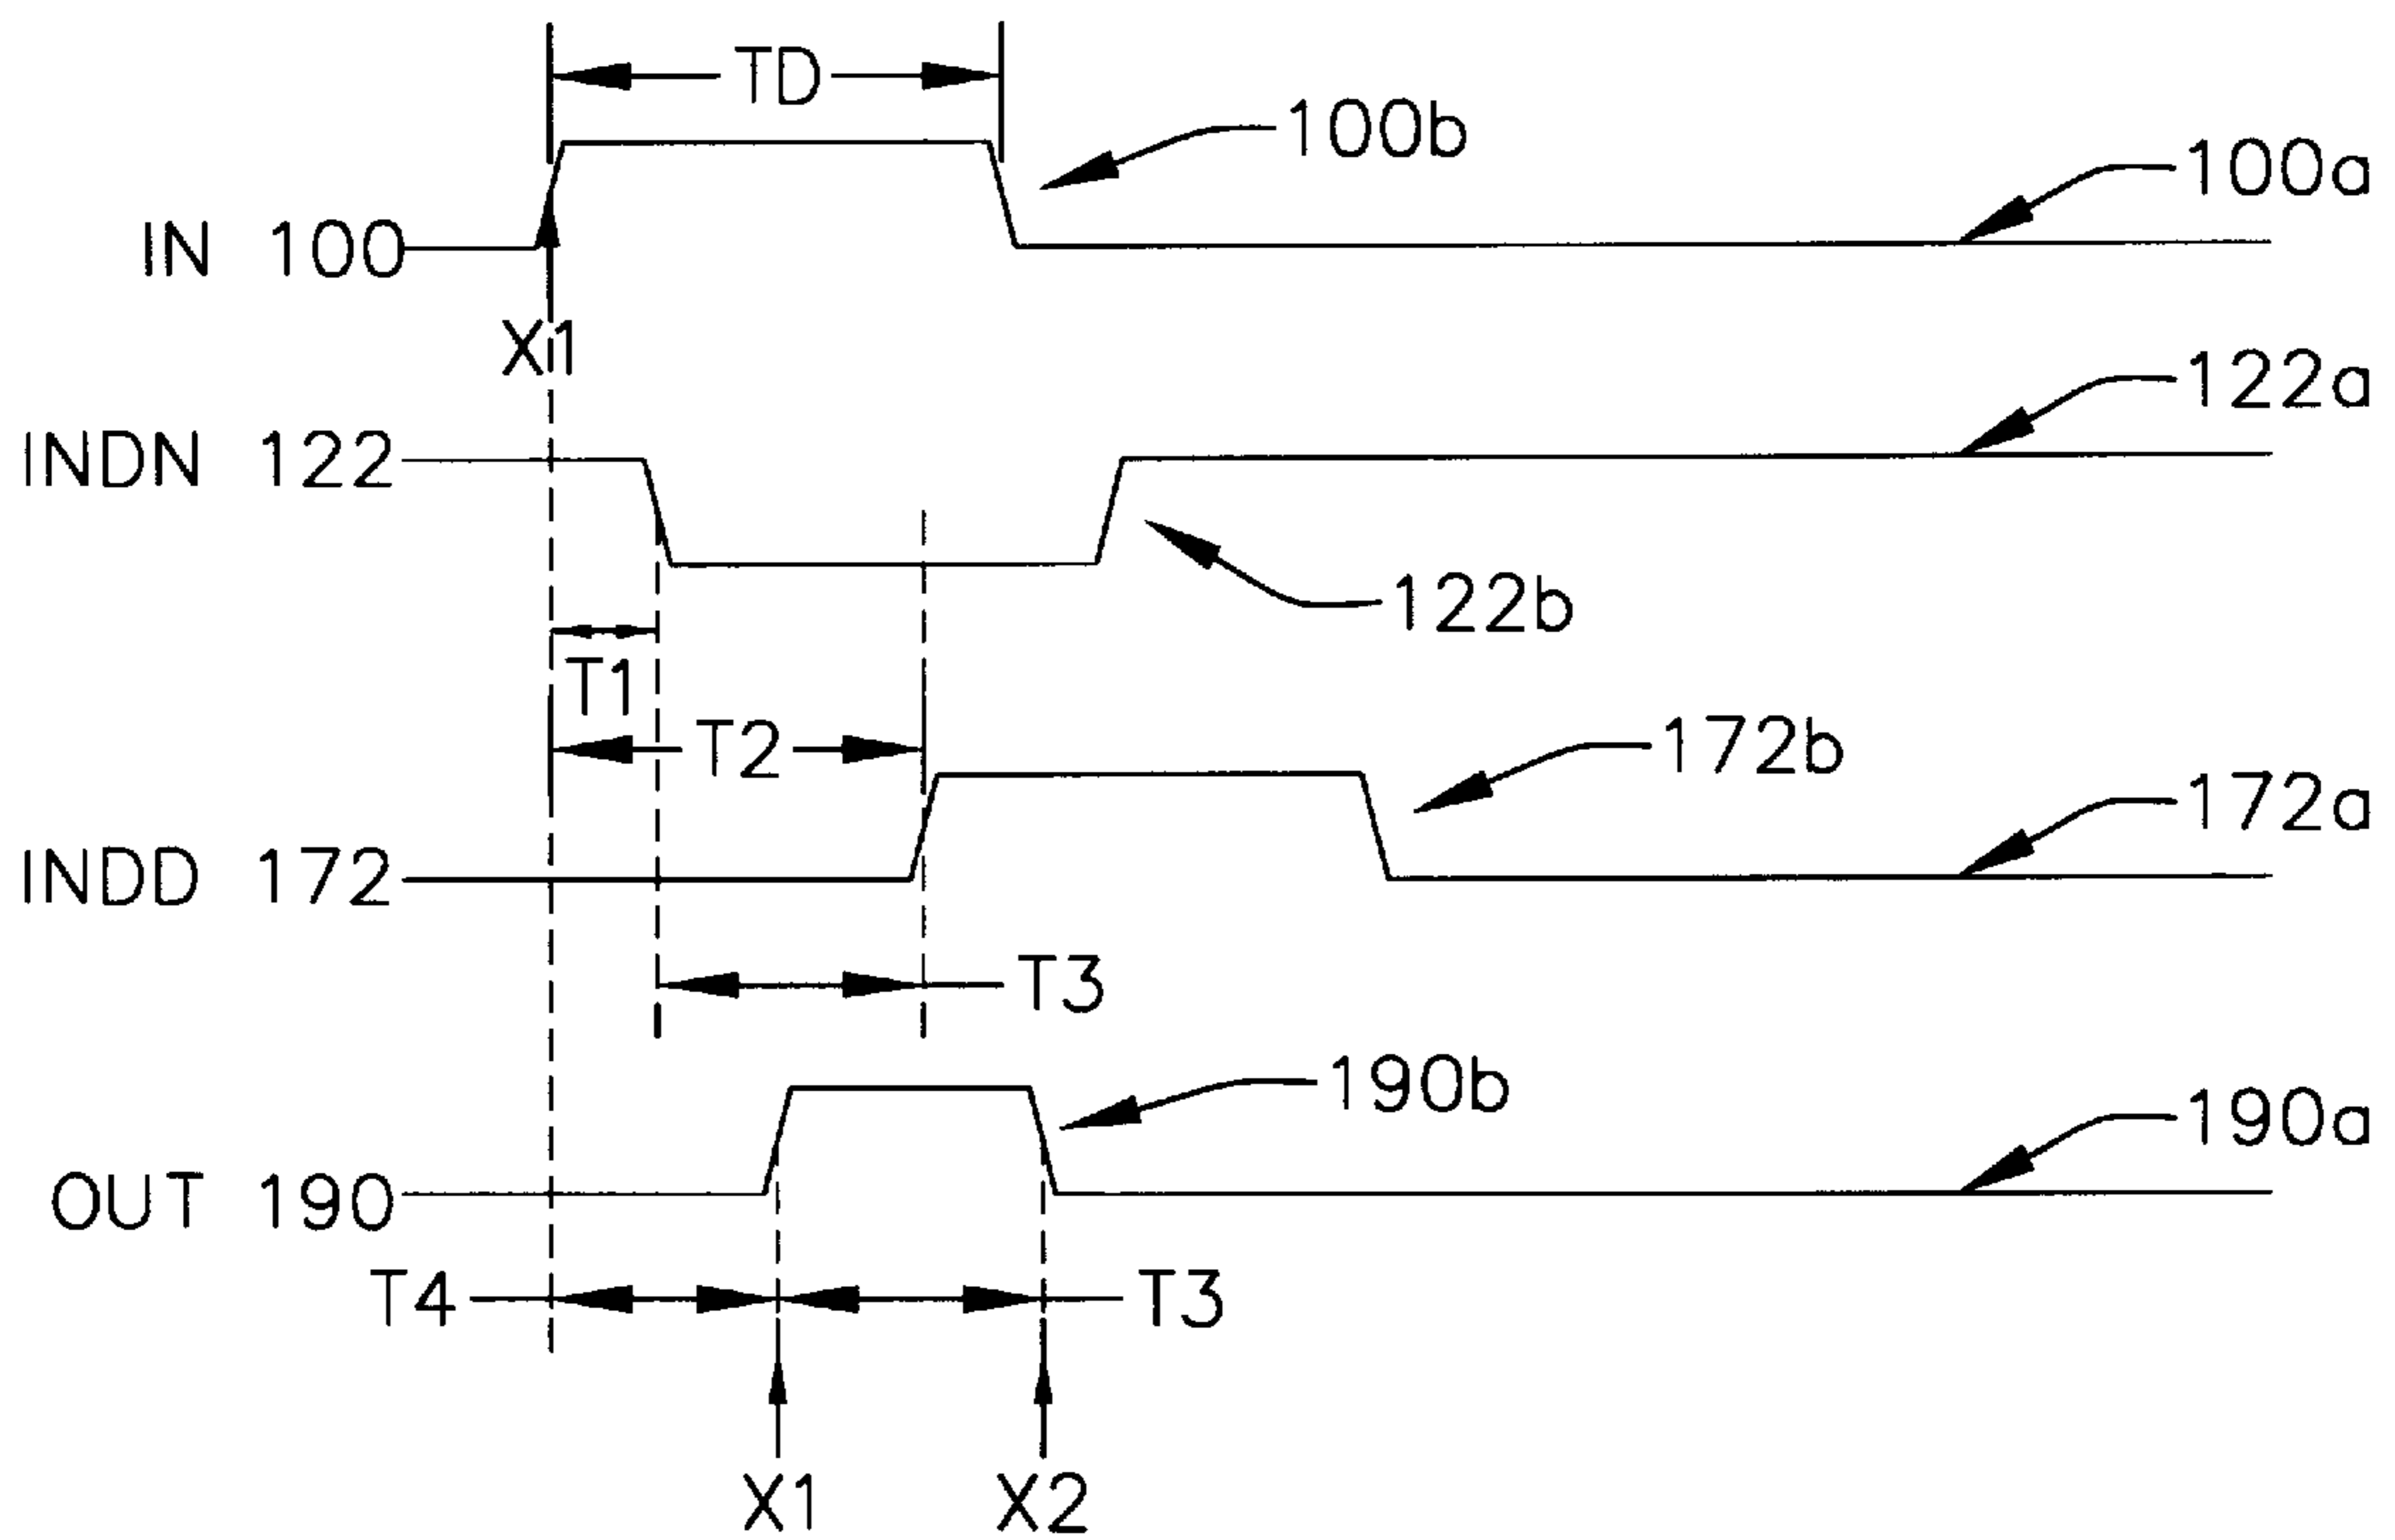 TD
100b
100a
IN 100
X1
122a
INDN 122
122b
T1
T2
172b
172a
INDD 172
T3
190b
190a
OUT 190
T4
T3
X1
X2